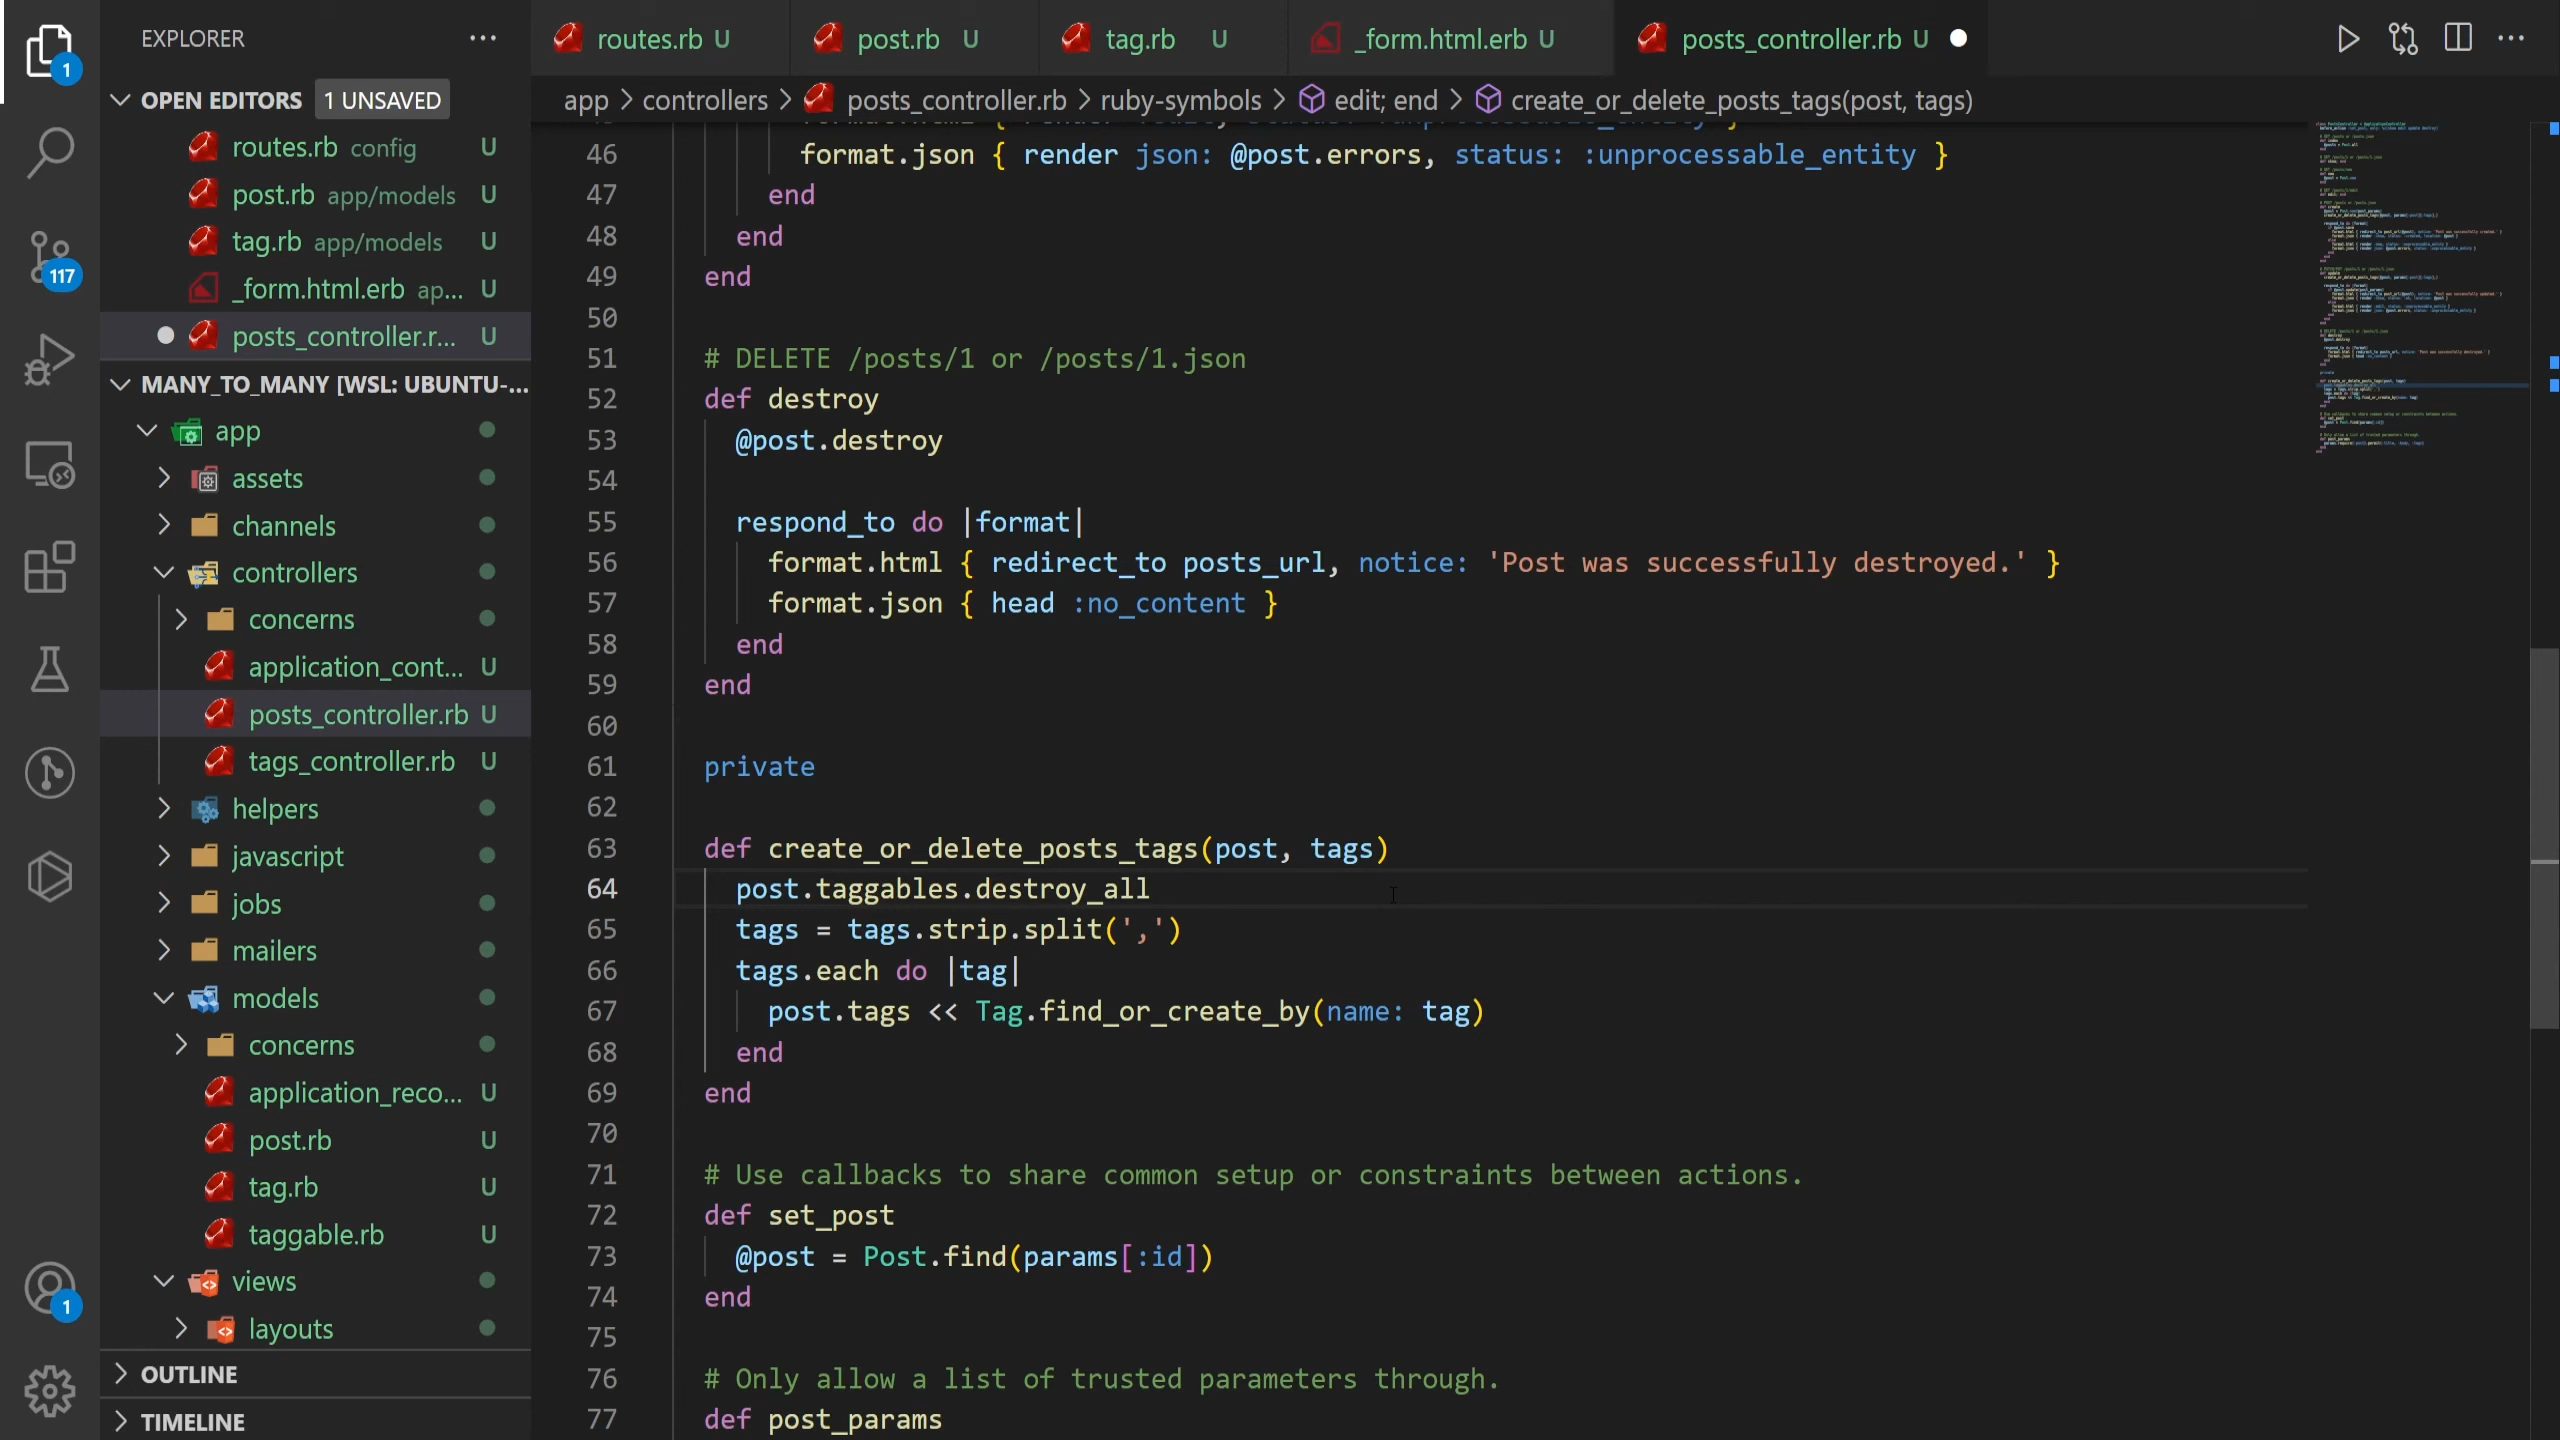 EXPLORER
OPEN EDITORS 1 UNSAVED
routes.rb config U
post.rb app/models U
tag.rb app/models U
_form.html.erb ap... U
posts_controller.r... U
MANY_TO_MANY [WSL: UBUNTU-...
app
assets
channels
controllers
concerns
application_cont... U
posts_controller.rb U
tags_controller.rb U
helpers
javascript
jobs
mailers
models
concerns
application_reco... U
post.rb U
tag.rb U
taggable.rb U
views
layouts
OUTLINE
TIMELINE
1
117
1
routes.rb U post.rb U tag.rb U _form.html.erb U posts_controller.rb U
app > controllers > posts_controller.rb > ruby-symbols > edit; end > create_or_delete_posts_tags(post, tags)
46 format.json { render json: @post.errors, status: :unprocessable_entity }
47 end
48 end
49 end
50
51 # DELETE /posts/1 or /posts/1.json
52 def destroy
53 @post.destroy
54
55 respond_to do |format|
56 format.html { redirect_to posts_url, notice: 'Post was successfully destroyed.' }
57 format.json { head :no_content }
58 end
59 end
60
61 private
62
63 def create_or_delete_posts_tags(post, tags)
64 post.taggables.destroy_all
65 tags = tags.strip.split(',')
66 tags.each do |tag|
67 post.tags << Tag.find_or_create_by(name: tag)
68 end
69 end
70
71 # Use callbacks to share common setup or constraints between actions.
72 def set_post
73 @post = Post.find(params[:id])
74 end
75
76 # Only allow a list of trusted parameters through.
77 def post_params